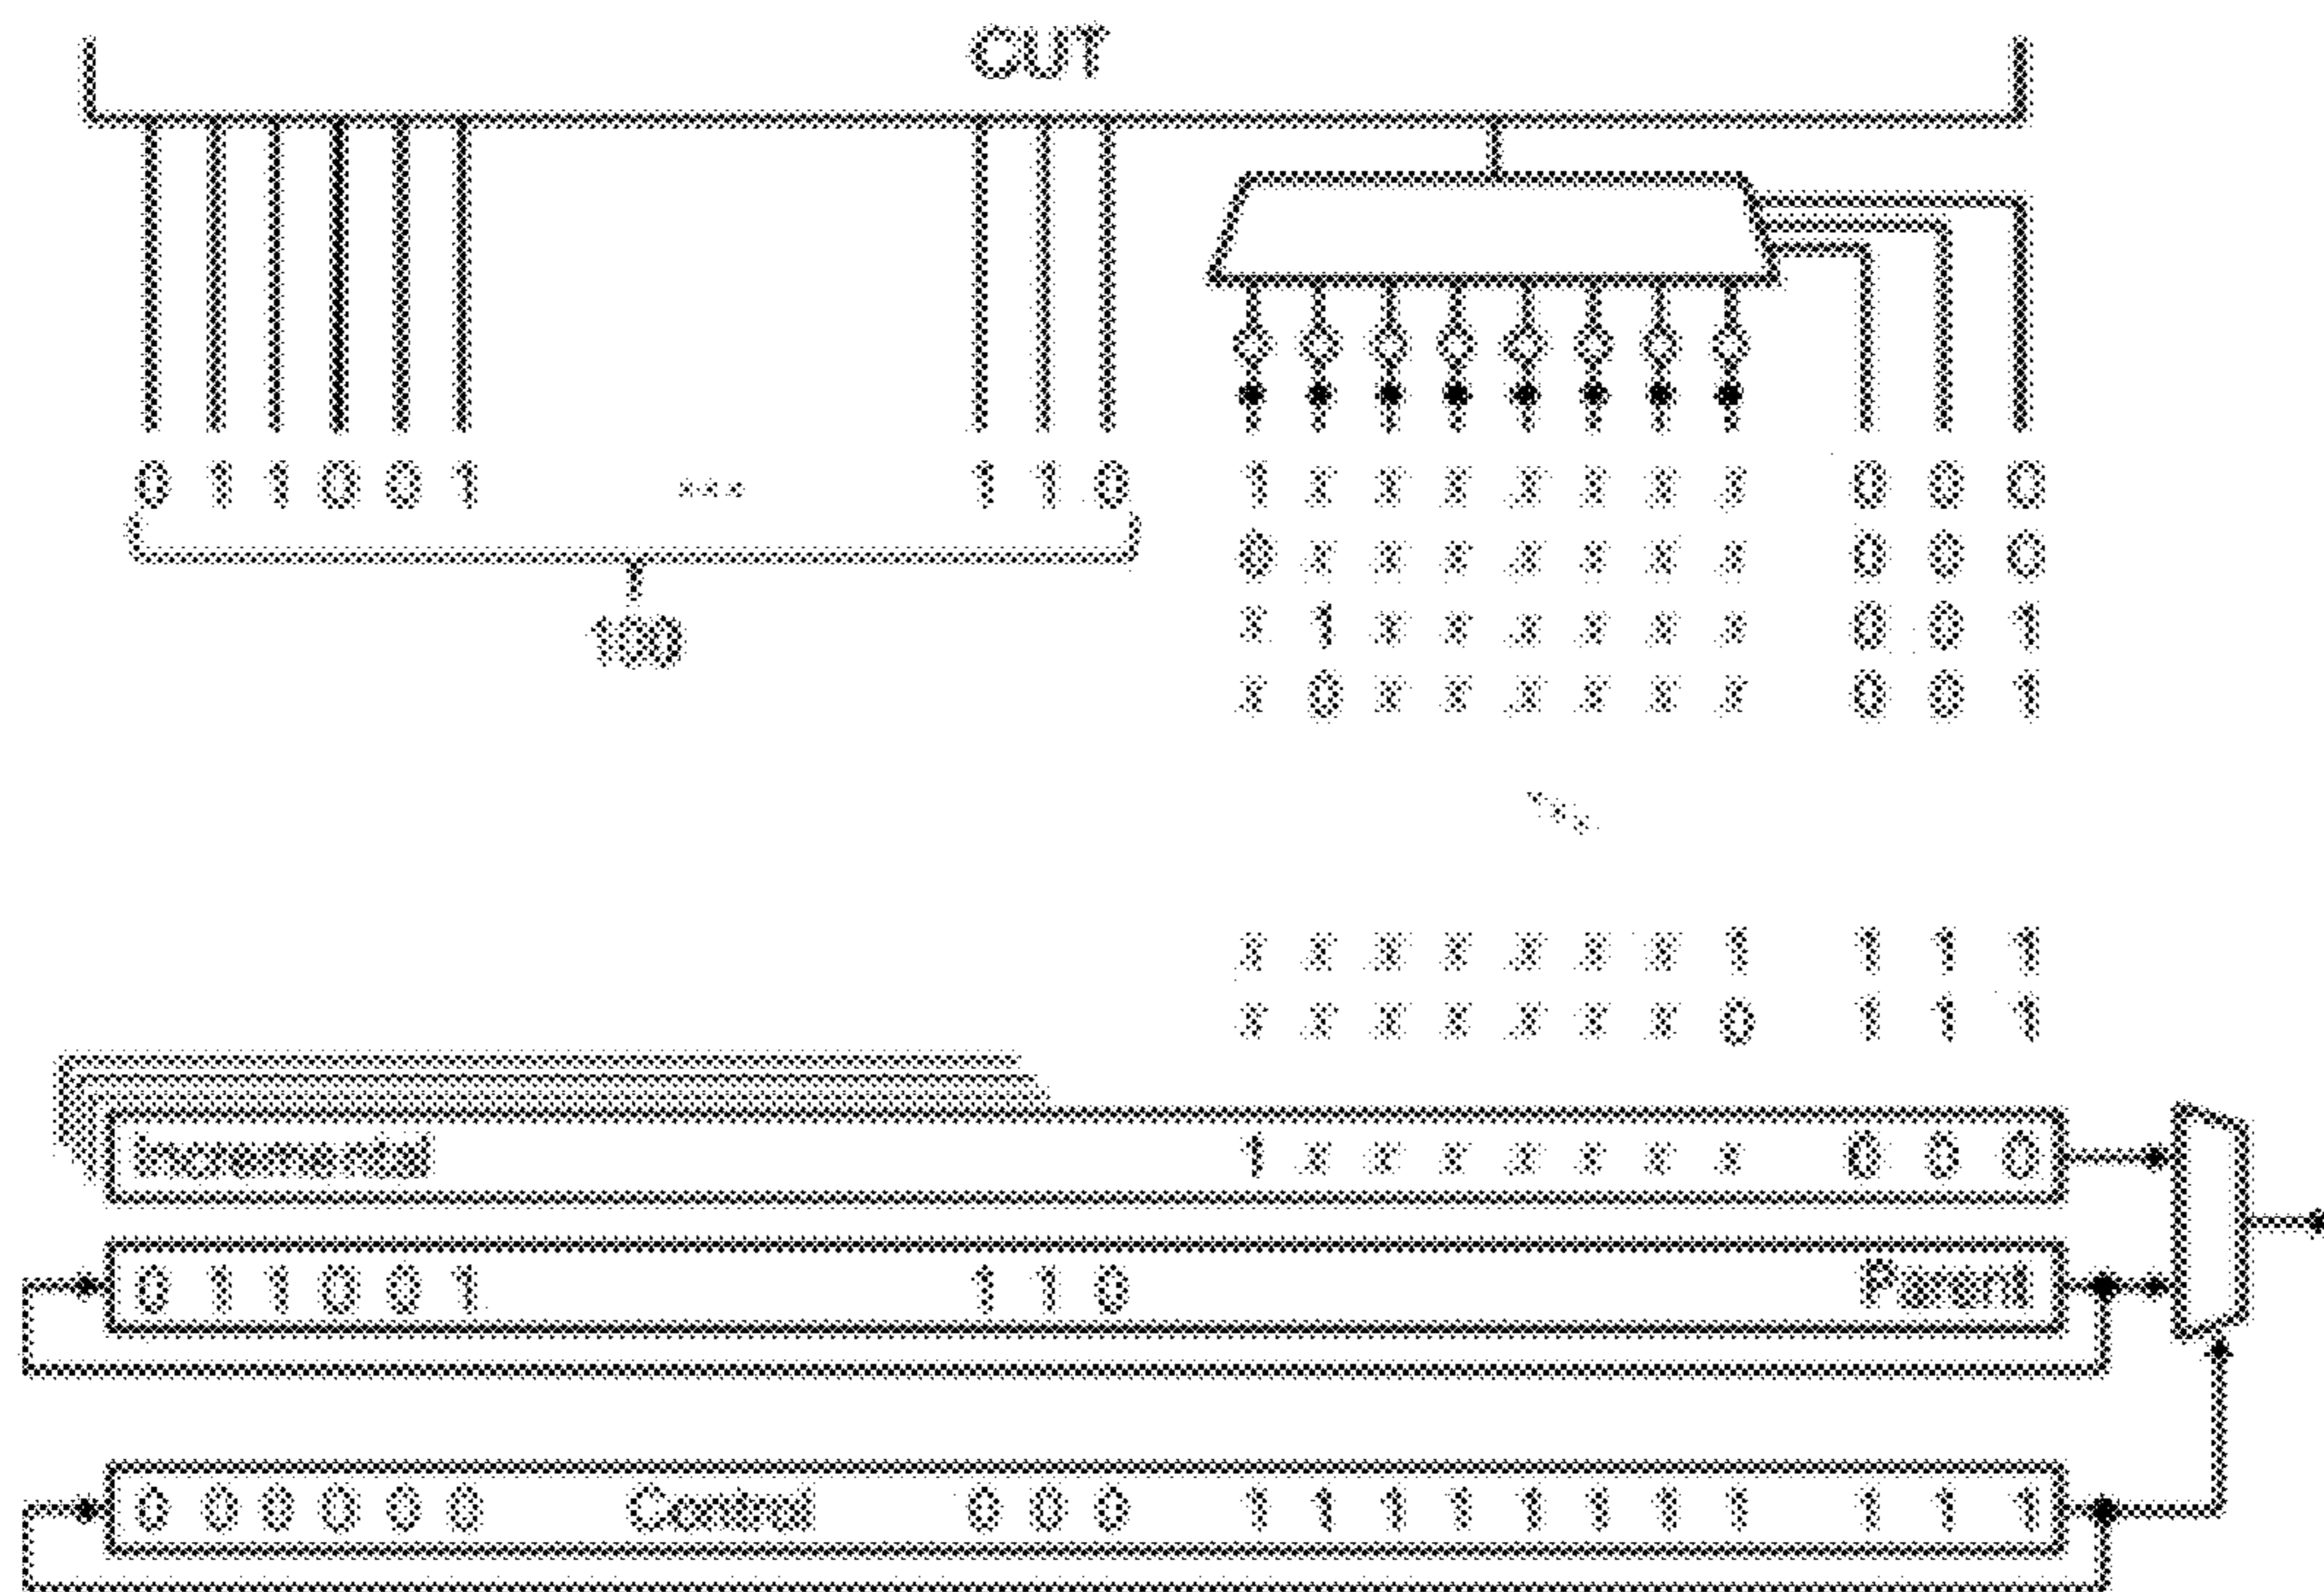 CUT
0 1 1 0 0 1 ... 1 1 0 1 x x x x x x x 0 0 0
0 x x x x x x x 0 0 0
x 1 x x x x x x 0 0 1
100
x 0 x x x x x x 0 0 1
...
x x x x x x x 1 1 1 1
x x x x x x x 0 1 1 1
Incremental 1 x x x x x x x 0 0 0
0 1 1 0 0 1 1 1 0 Parent
0 0 0 0 0 0 Control 0 0 0 1 1 1 1 1 1 1 1 1 1 1